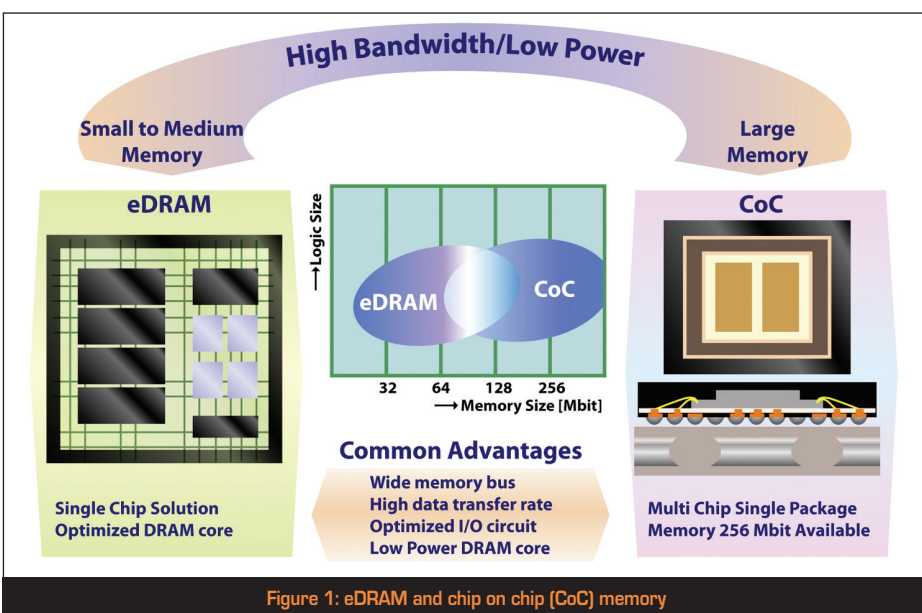 High Bandwidth/Low Power
Small to Medium
Memory
Large
Memory
eDRAM
Single Chip Solution
Optimized DRAM core
→Logic Size
eDRAM
CoC
32
64
128
256
→Memory Size [Mbit]
Common Advantages
Wide memory bus
High data transfer rate
Optimized I/O circuit
Low Power DRAM core
CoC
Multi Chip Single Package
Memory 256 Mbit Available
Figure 1: eDRAM and chip on chip (CoC) memory